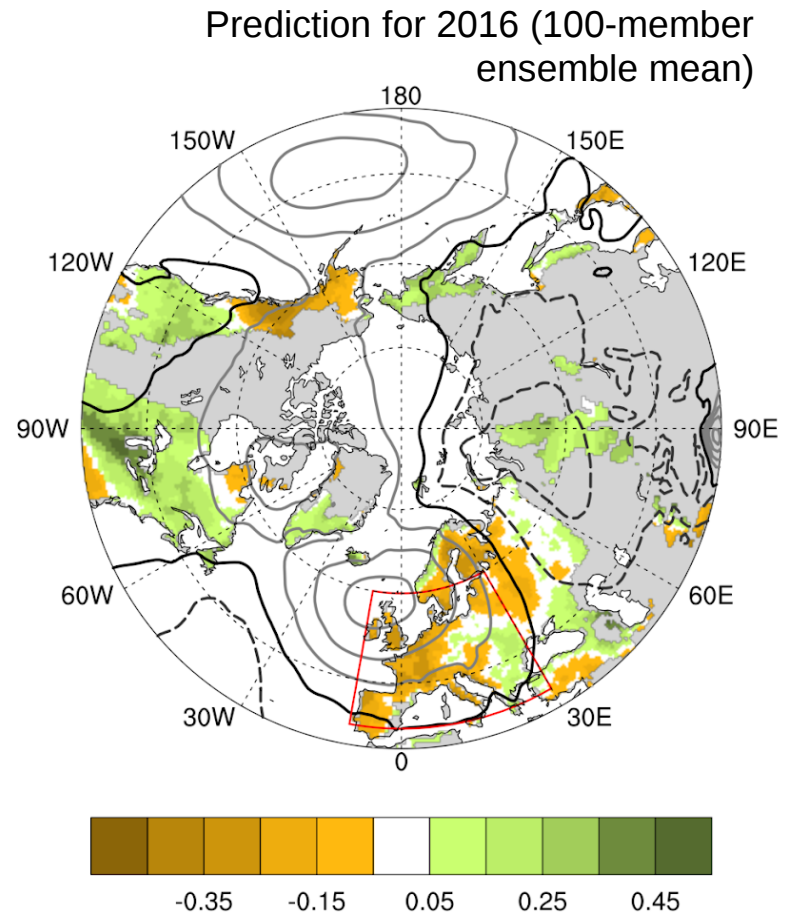 Prediction for 2016 (100-member
ensemble mean)
180
150W
150E
120W
120E
90W
90E
60W
60E
30W
30E
0
-0.35 -0.15 0.05 0.25 0.45